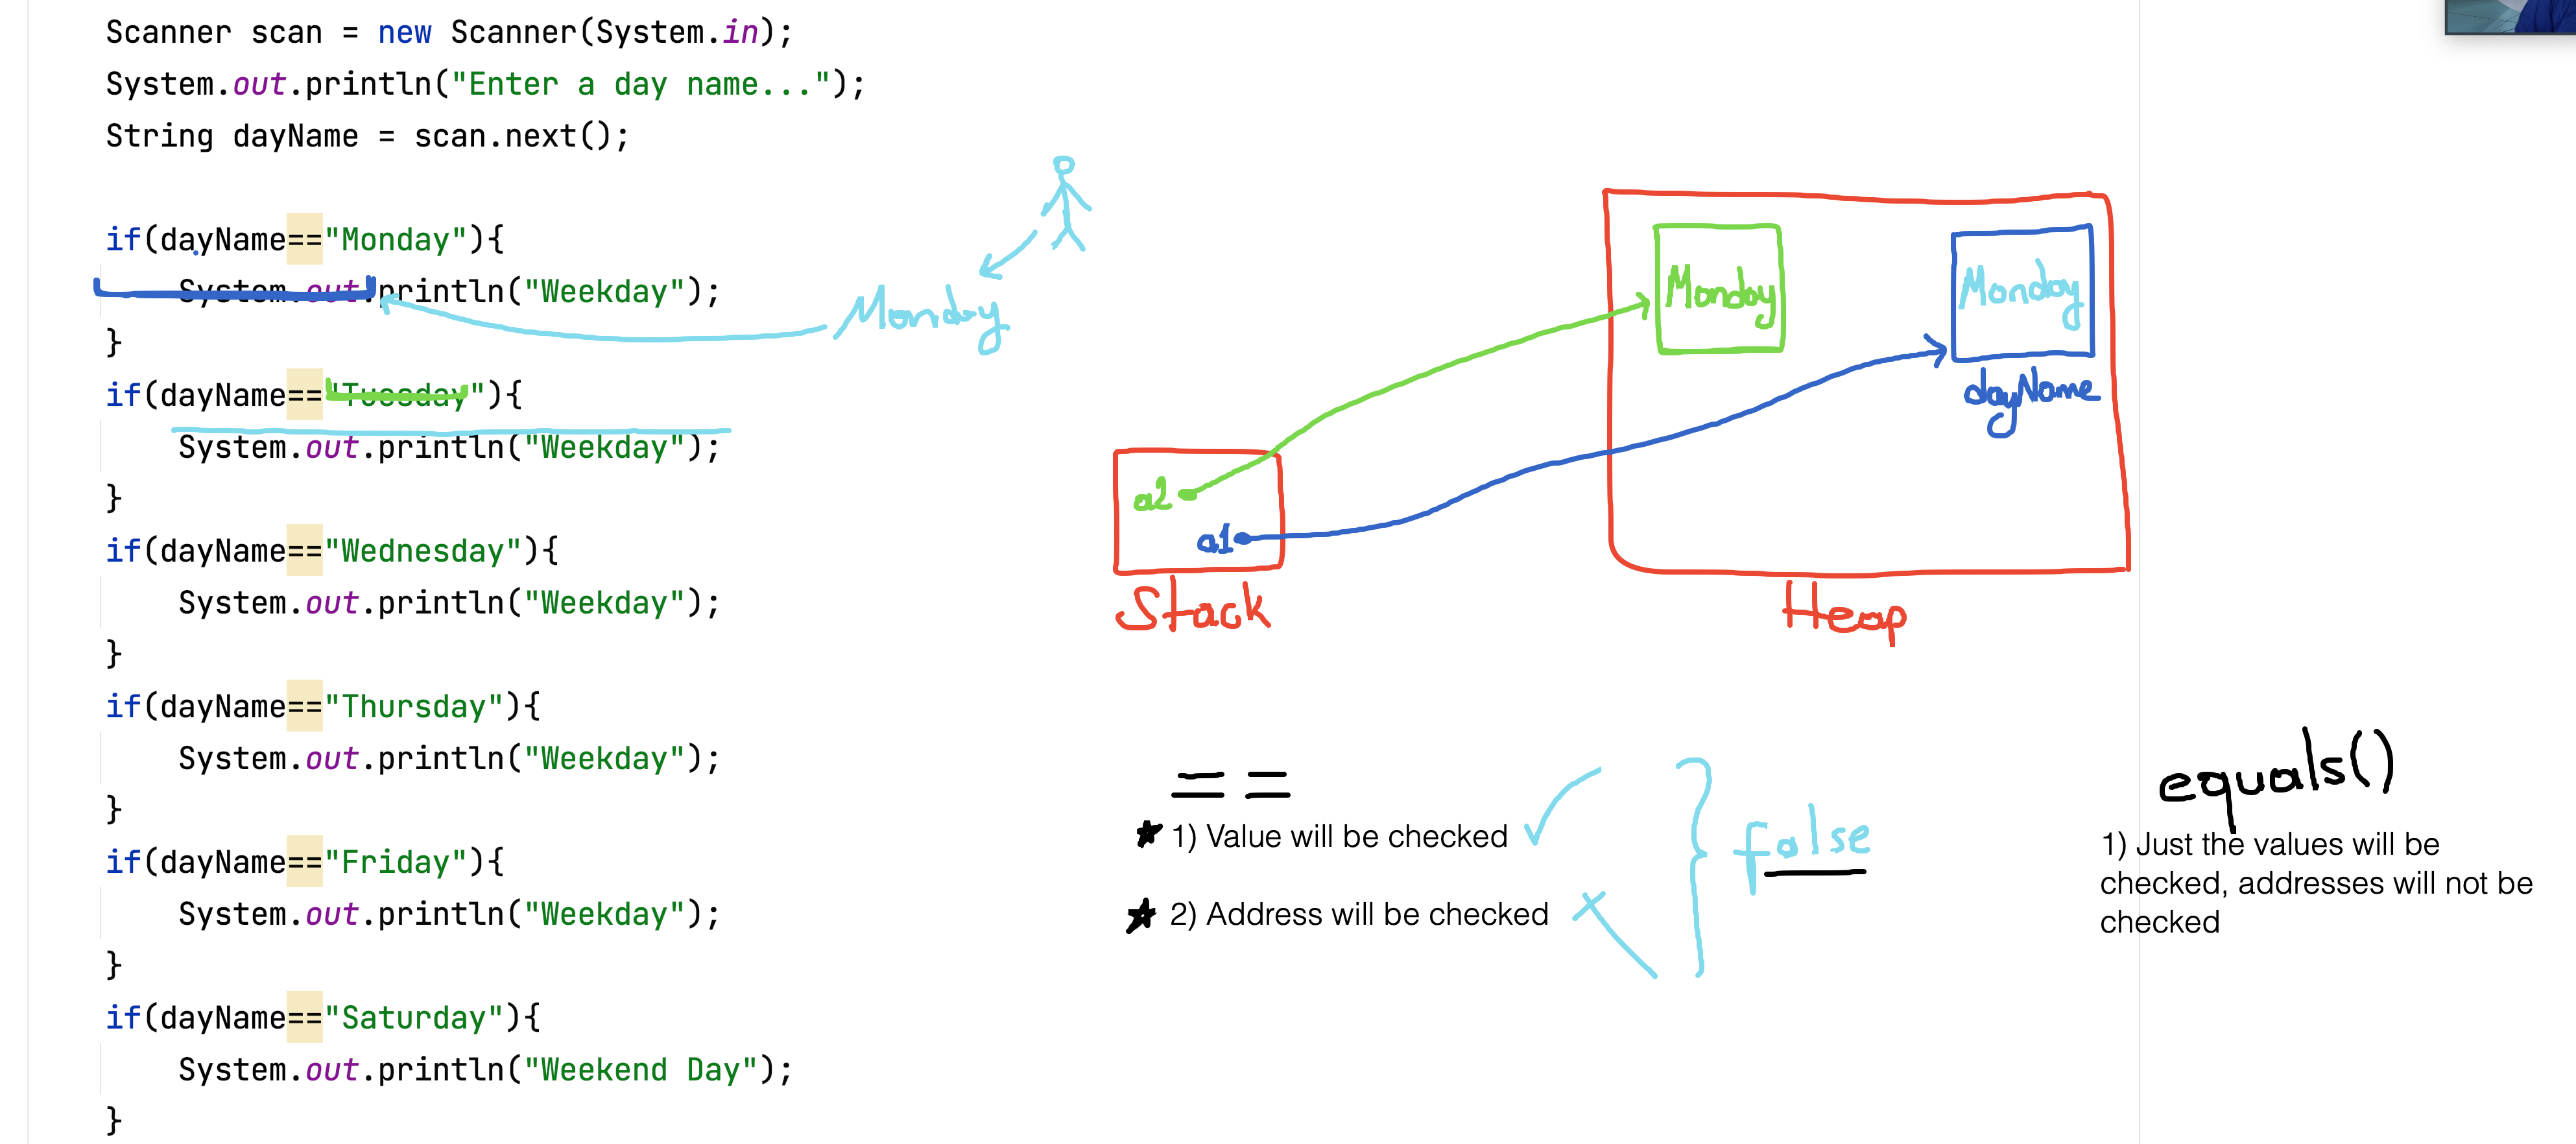 Scanner scan = new Scanner(System.in);
System.out.println("Enter a day name...");
String dayName = scan.next();
if(dayName=="Monday"){
System.out.println("Weekday");
}
if(dayName=="Tuesday"){
System.out.println("Weekday");
}
if(dayName=="Wednesday"){
System.out.println("Weekday");
}
if(dayName=="Thursday"){
System.out.println("Weekday");
}
if(dayName=="Friday"){
System.out.println("Weekday");
}
if(dayName=="Saturday"){
System.out.println("Weekend Day");
}
Monday
Monday
Monday
dayName
a2
a1
Stack
Heap
==
1) Value will be checked
2) Address will be checked
false
equals()
1) Just the values will be
checked, addresses will not be
checked